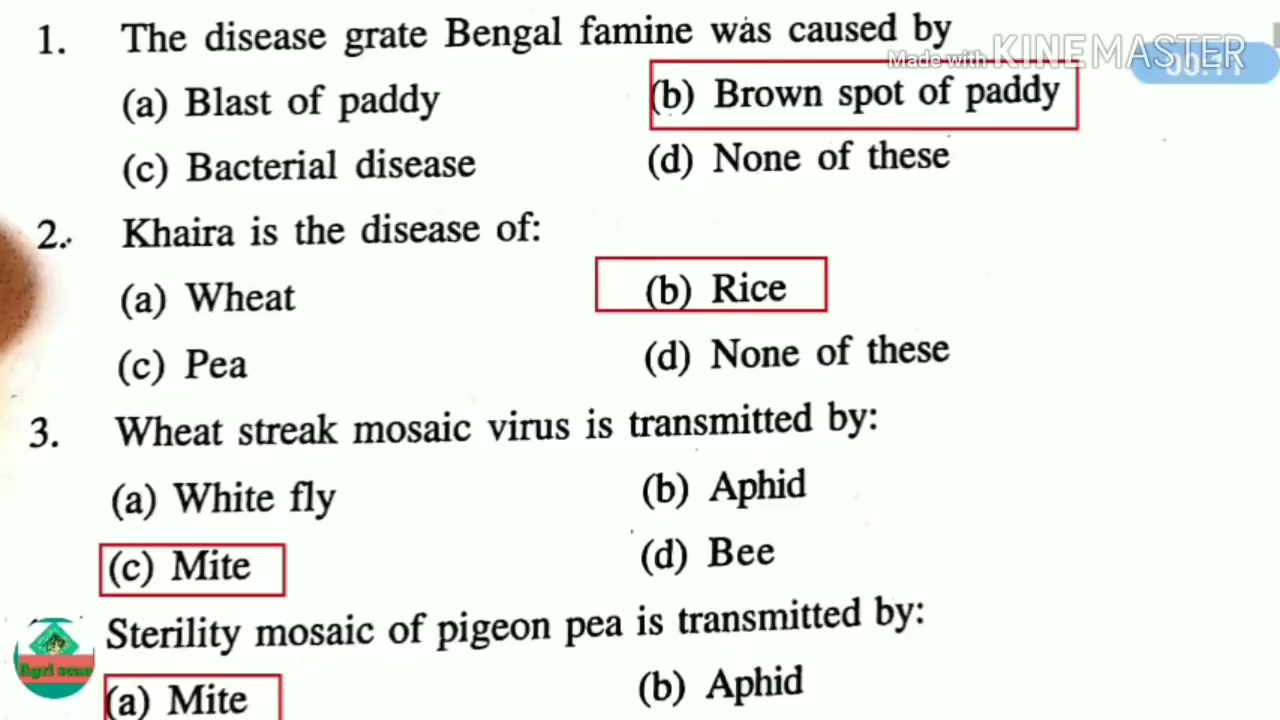 Made with KINEMASTER
1. The disease grate Bengal famine was caused by
(a) Blast of paddy (b) Brown spot of paddy
(c) Bacterial disease (d) None of these
2. Khaira is the disease of:
(a) Wheat (b) Rice
(c) Pea (d) None of these
3. Wheat streak mosaic virus is transmitted by:
(a) White fly (b) Aphid
(c) Mite (d) Bee
Sterility mosaic of pigeon pea is transmitted by:
(a) Mite (b) Aphid
Agri